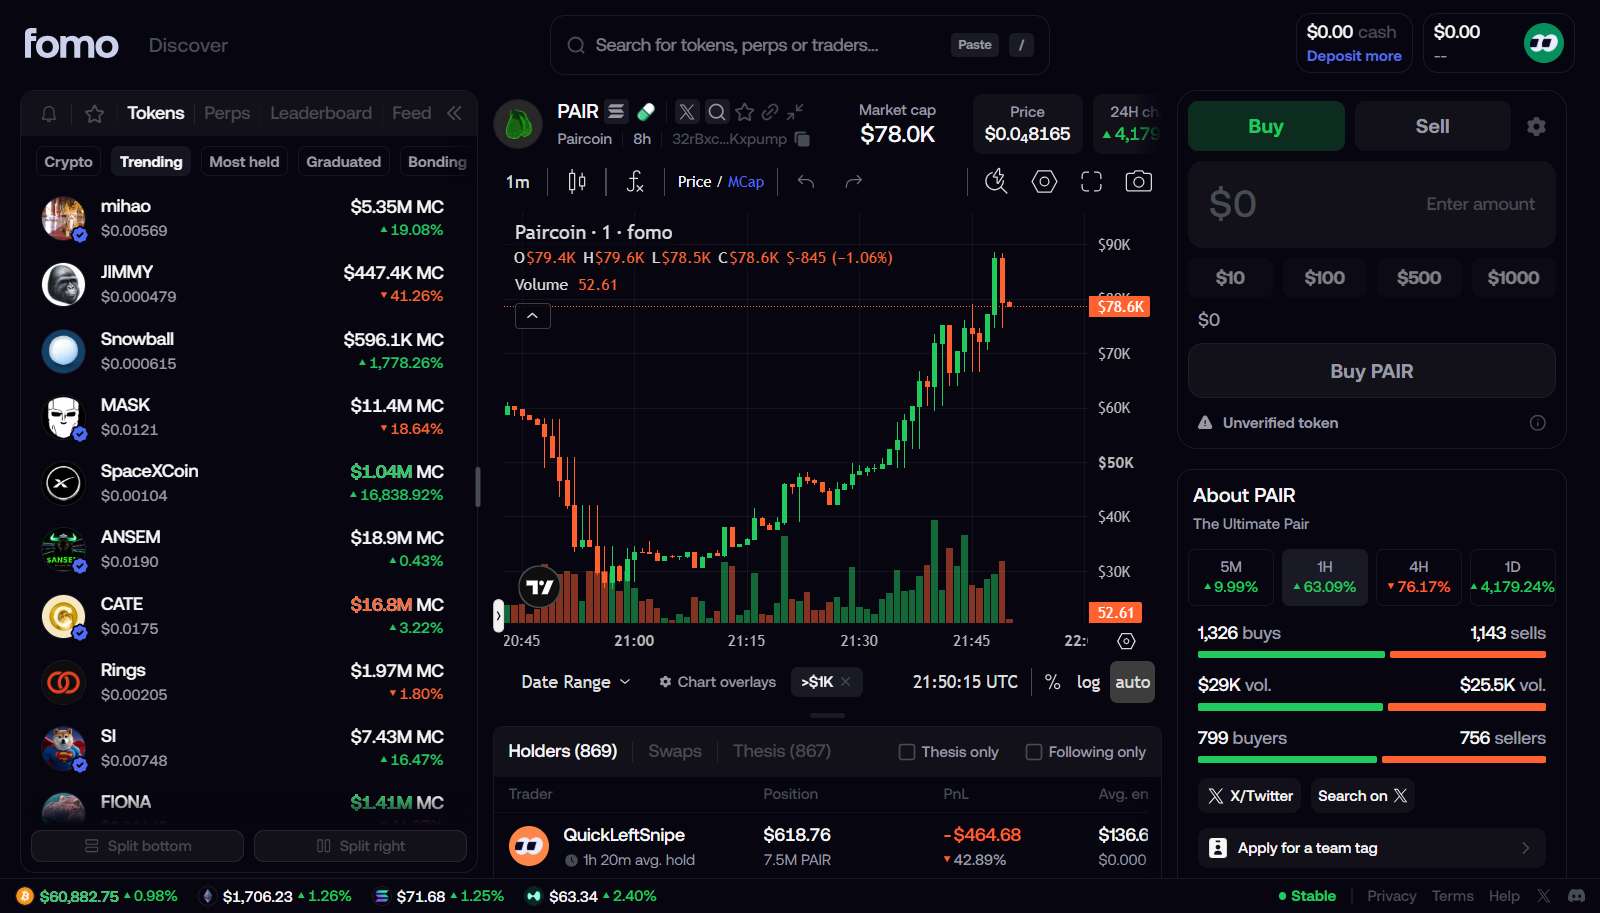 fomo
Discover
Search for tokens, perps or traders...
Paste
/
$0.00 cash
Deposit more
$0.00
--
Tokens
Perps
Leaderboard
Feed
Crypto
Trending
Most held
Graduated
Bonding
mihao
$0.00569
$5.35M MC
19.08%
JIMMY
$0.000479
$447.4K MC
41.26%
Snowball
$0.000615
$596.1K MC
1,778.26%
MASK
$0.0121
$11.4M MC
18.64%
SpaceXCoin
$0.00104
$1.04M MC
16,838.92%
ANSEM
$0.0190
$18.9M MC
0.43%
CATE
$0.0175
$16.8M MC
3.22%
Rings
$0.00205
$1.97M MC
1.80%
SI
$0.00748
$7.43M MC
16.47%
FIONA
$1.41M MC
Split bottom
Split right
PAIR
Paircoin
8h
32rBxc...Kxpump
Market cap
$78.0K
Price
$0.0₄8165
24H ch
4,179
1m
Price / MCap
Paircoin · 1 · fomo
O$79.4K H$79.6K L$78.5K C$78.6K $-845 (−1.06%)
Volume 52.61
$90K
$78.6K
$70K
$60K
$50K
$40K
$30K
52.61
20:45
21:00
21:15
21:30
21:45
22:
Date Range
Chart overlays
>$1K
21:50:15 UTC
%
log
auto
Holders (869)
Swaps
Thesis (867)
Thesis only
Following only
Trader
Position
PnL
Avg. en
QuickLeftSnipe
1h 20m avg. hold
$618.76
7.5M PAIR
-$464.68
42.89%
$136.6
$0.000
Buy
Sell
$0
Enter amount
$10
$100
$500
$1000
$0
Buy PAIR
Unverified token
About PAIR
The Ultimate Pair
5M
9.99%
1H
63.09%
4H
76.17%
1D
4,179.24%
1,326 buys
1,143 sells
$29K vol.
$25.5K vol.
799 buyers
756 sellers
X/Twitter
Search on X
Apply for a team tag
$60,882.75 0.98%
$1,706.23 1.26%
$71.68 1.25%
$63.34 2.40%
Stable
Privacy
Terms
Help